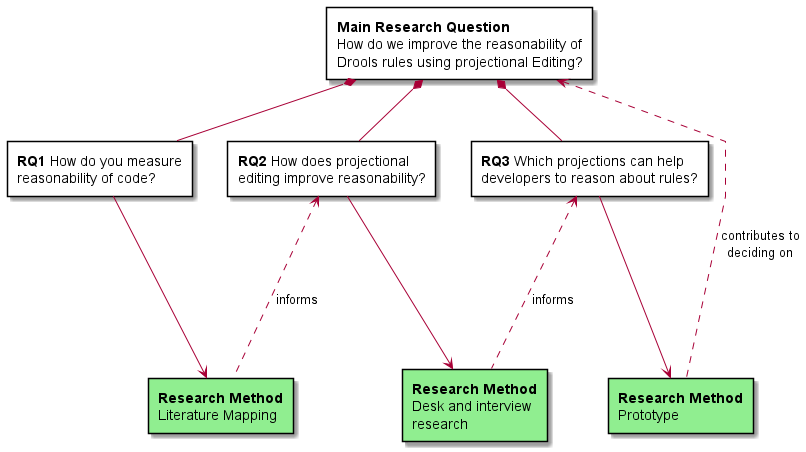 Main Research Question
How do we improve the reasonability of
Drools rules using projectional Editing?
RQ1 How do you measure
reasonability of code?
RQ2 How does projectional
editing improve reasonability?
RQ3 Which projections can help
developers to reason about rules?
contributes to
deciding on
informs
informs
Research Method
Literature Mapping
Research Method
Desk and interview
research
Research Method
Prototype